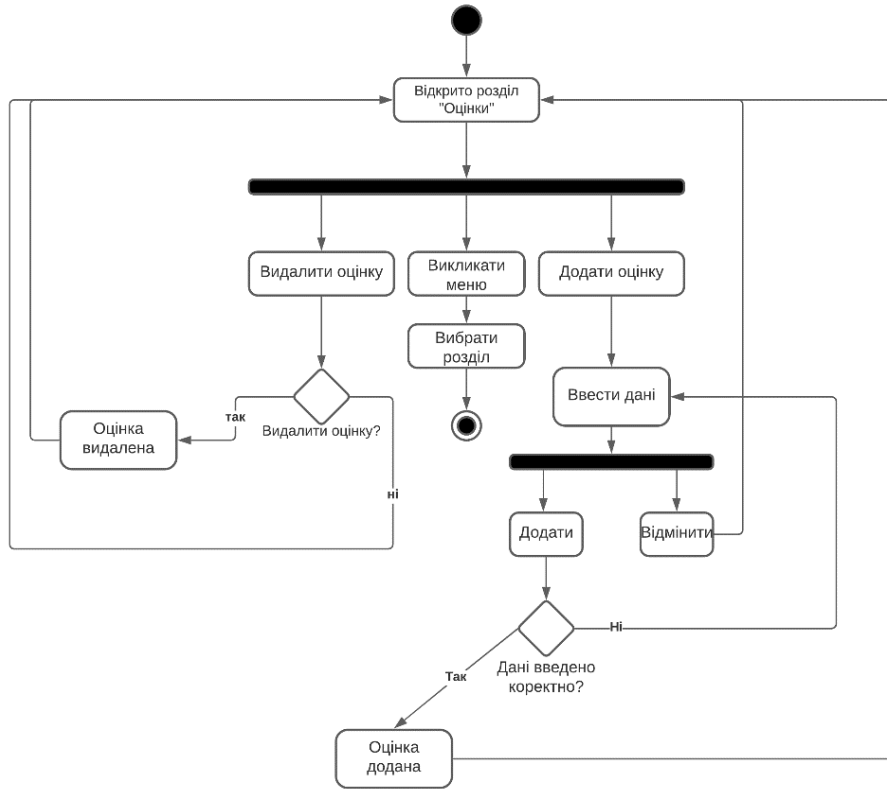 Відкрито розділ
"Оцінки"
Видалити оцінку
Викликати
меню
Додати оцінку
Вибрати
розділ
Ввести дані
так
Видалити оцінку?
Оцінка
видалена
ні
Додати
Відмінити
Ні
Дані введено
коректно?
Так
Оцінка
додана